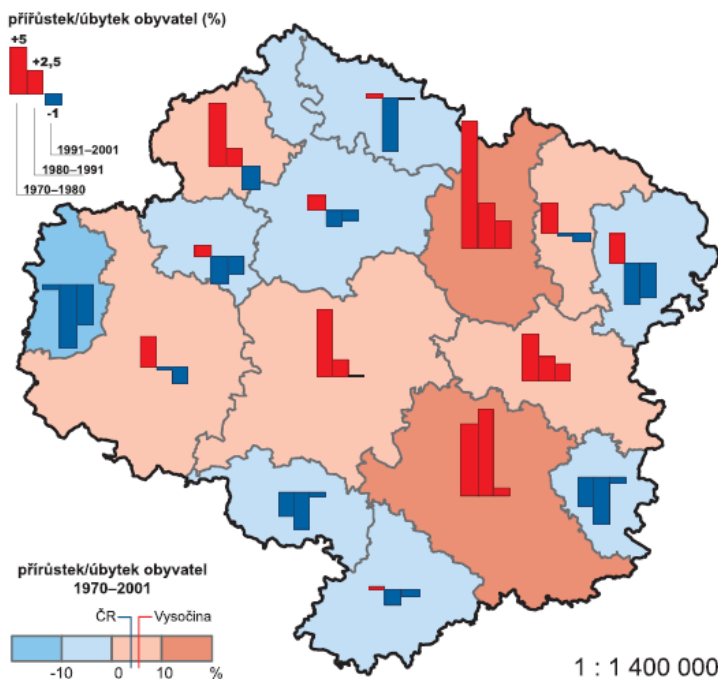 přírůstek/úbytek obyvatel (%)
+5
+2,5
-1
1991–2001
1980–1991
1970–1980
přírůstek/úbytek obyvatel
1970–2001
ČR
Vysočina
-10
0
10
%
1 : 1 400 000